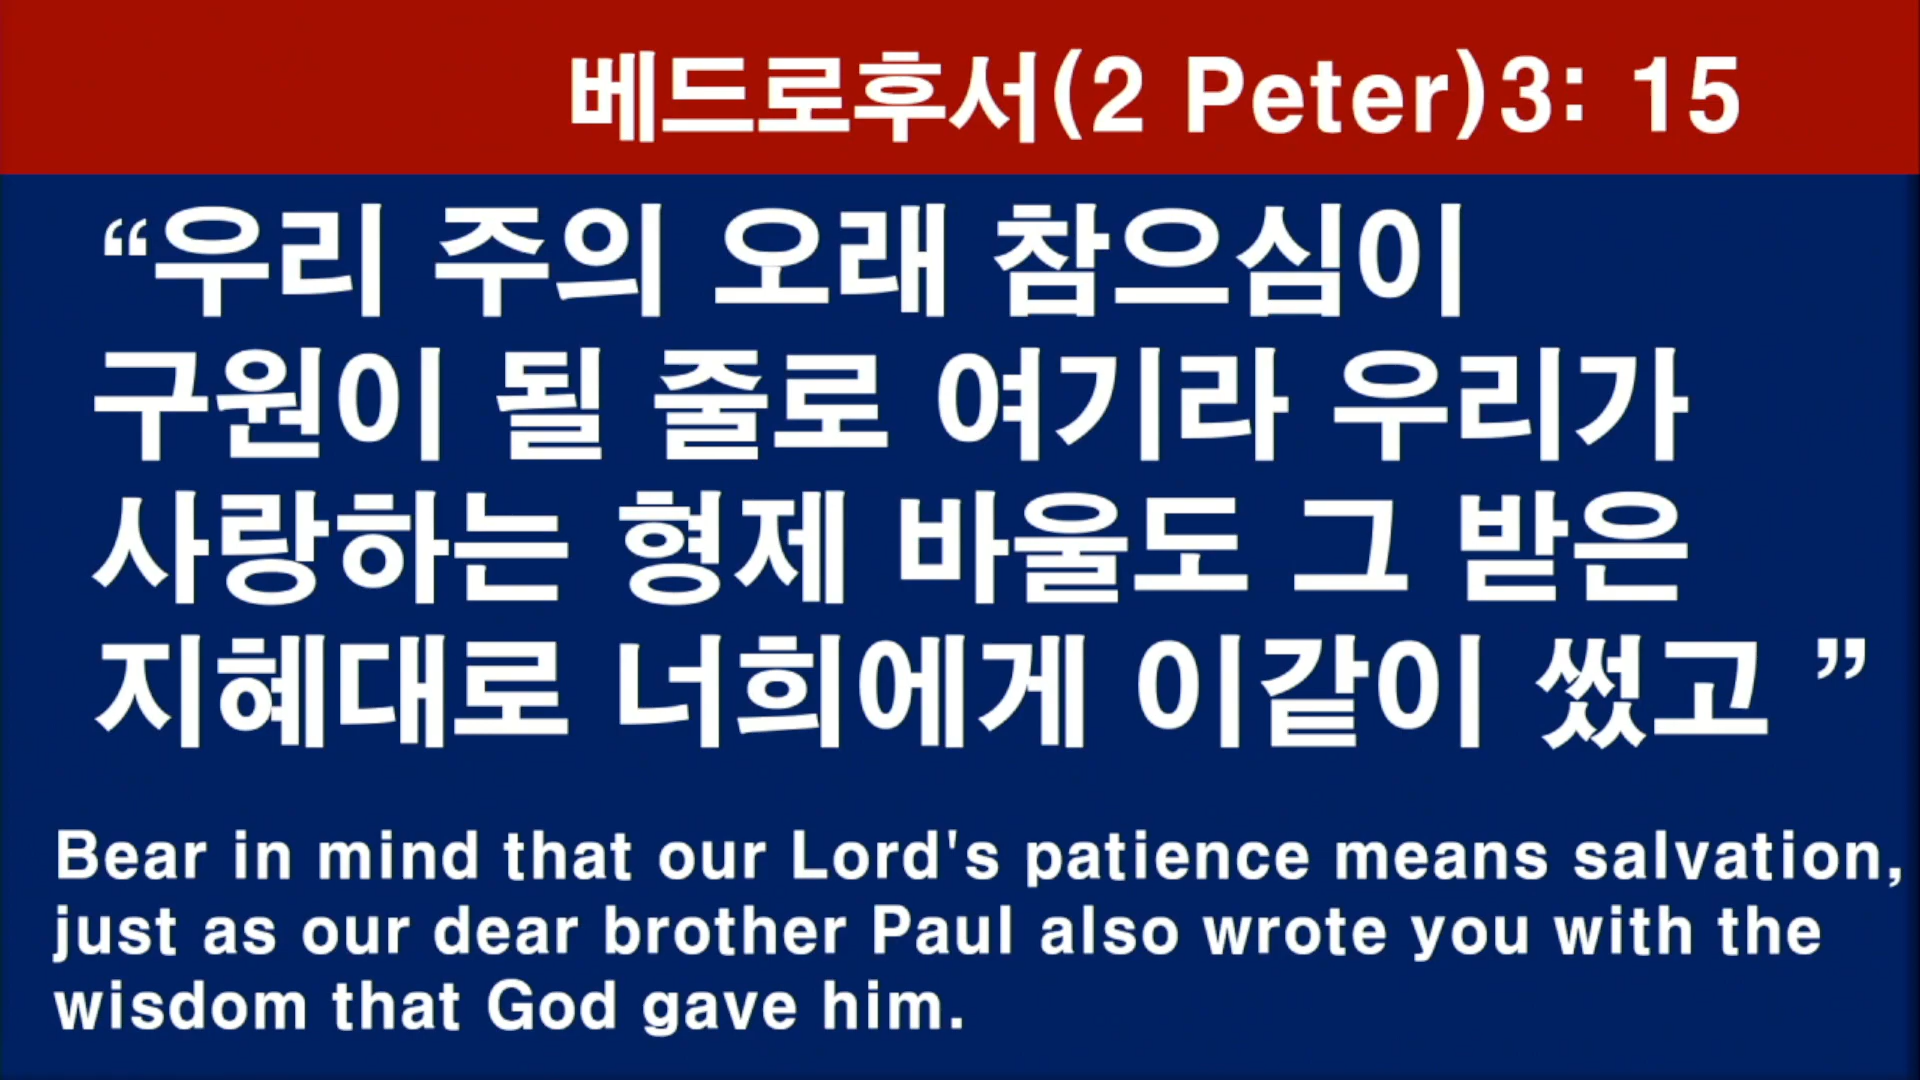 베드로후서(2 Peter)3: 15
“우리 주의 오래 참으심이
구원이 될 줄로 여기라 우리가
사랑하는 형제 바울도 그 받은
지혜대로 너희에게 이같이 썼고 ”
Bear in mind that our Lord's patience means salvation,
just as our dear brother Paul also wrote you with the
wisdom that God gave him.